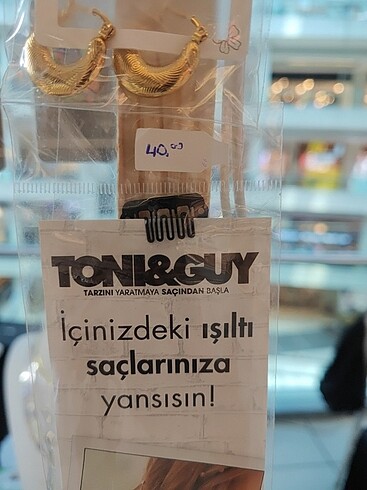 40,00
TONI&GUY
TARZINI YARATMAYA SAÇINDAN BAŞLA
İçinizdeki ışıltı
saçlarınıza
yansısın!